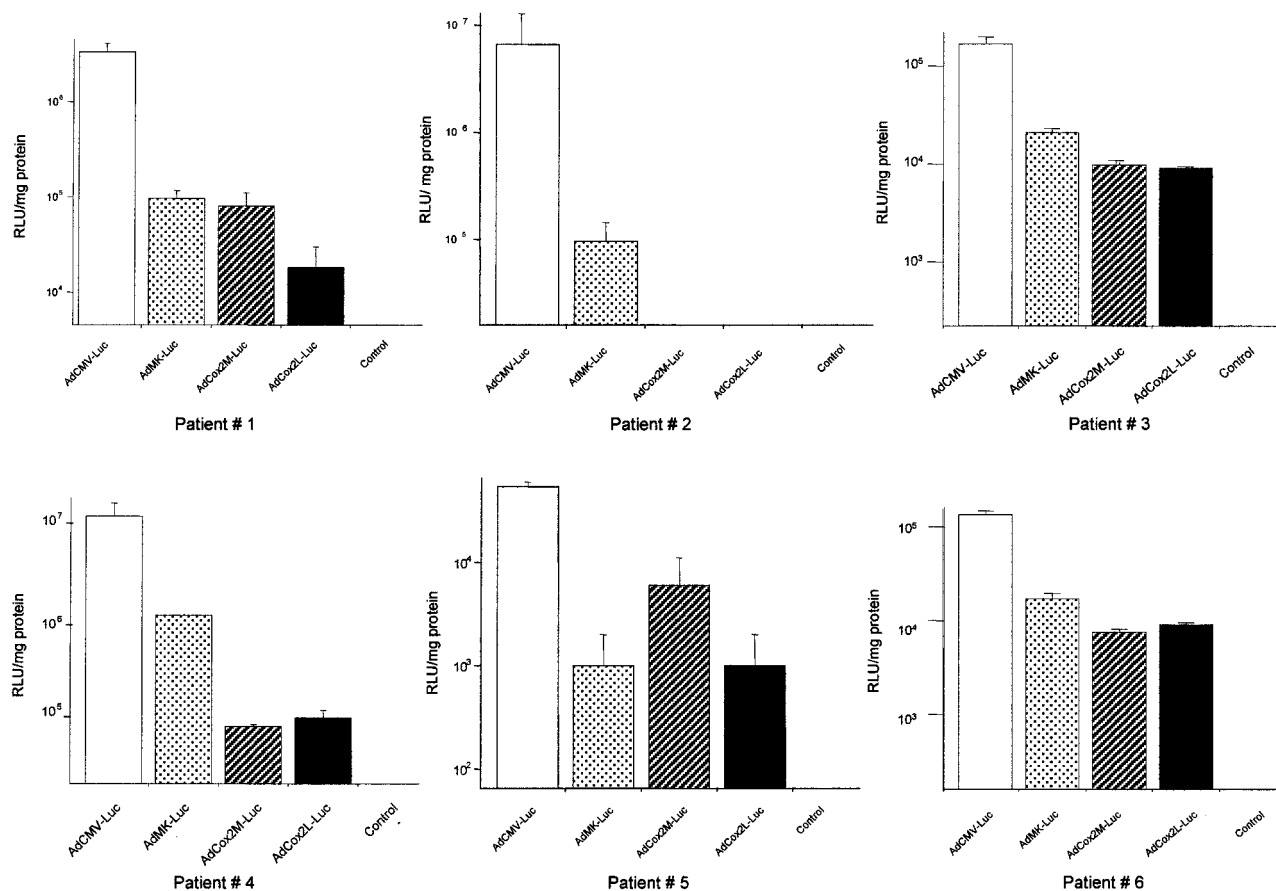 RLU/mg protein
10⁶
10⁵
10⁴
AdCMV-Luc
AdMK-Luc
AdCox2M-Luc
AdCox2L-Luc
Control
Patient # 1
RLU/ mg protein
10⁷
10⁶
10⁵
AdCMV-Luc
AdMK-Luc
AdCox2M-Luc
AdCox2L-Luc
Control
Patient # 2
RLU/mg protein
10⁵
10⁴
10³
AdCMV-Luc
AdMK-Luc
AdCox2M-Luc
AdCox2L-Luc
Control
Patient # 3
RLU/mg protein
10⁷
10⁶
10⁵
AdCMV-Luc
AdMK-Luc
AdCox2M-Luc
AdCox2L-Luc
Control
Patient # 4
RLU/mg protein
10⁴
10³
10²
AdCMV-Luc
AdMK-Luc
AdCox2M-Luc
AdCox2L-Luc
Control
Patient # 5
RLU/mg protein
10⁵
10⁴
10³
AdCMV-Luc
AdMK-Luc
AdCox2M-Luc
AdCox2L-Luc
Control
Patient # 6